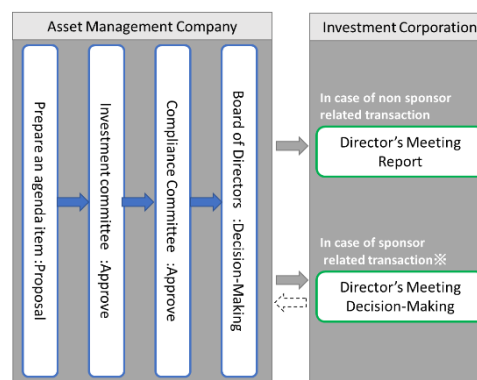 Asset Management Company
Prepare an agenda item :Proposal
Investment committee :Approve
Compliance Committee :Approve
Board of Directors :Decision-Making
Investment Corporation
In case of non sponsor
related transaction
Director's Meeting
Report
In case of sponsor
related transaction※
Director's Meeting
Decision-Making